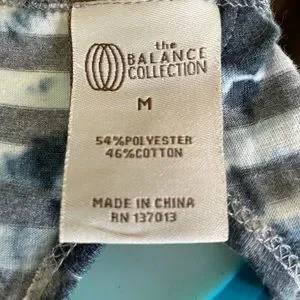 the
BALANCE
COLLECTION
M
54%POLYESTER
46%COTTON
MADE IN CHINA
RN 137013